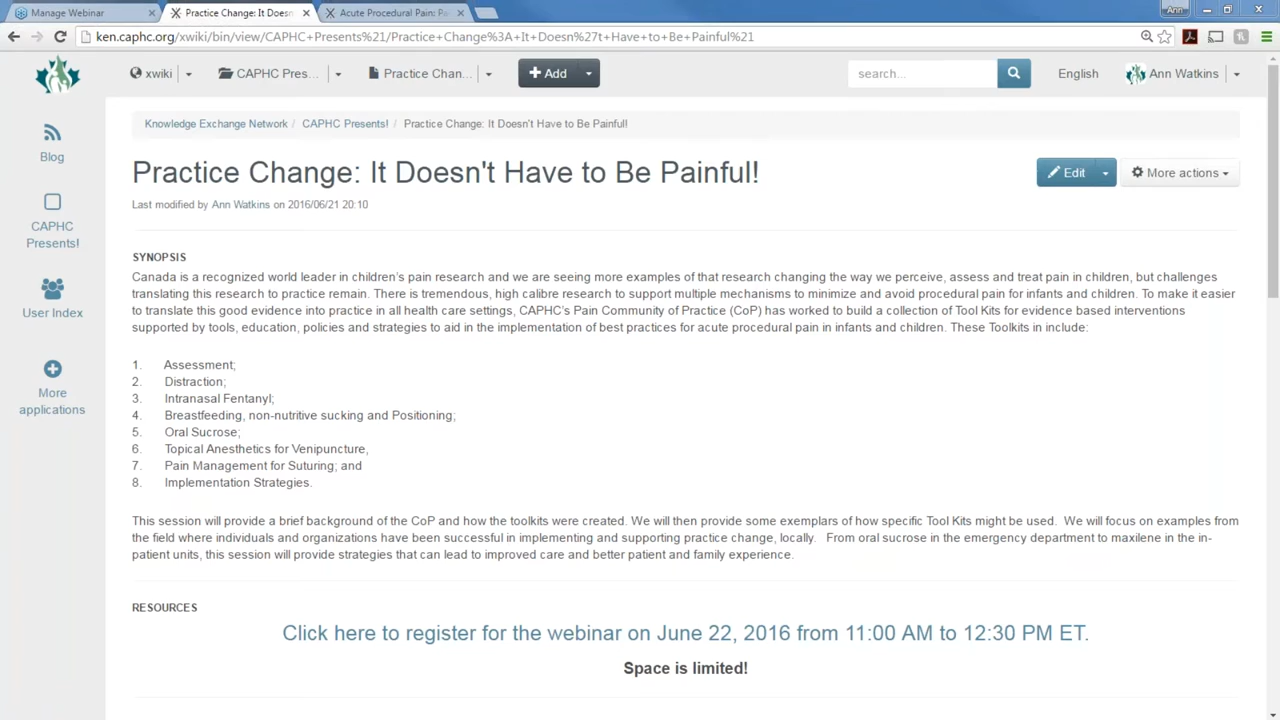 Manage Webinar
Practice Change: It Doesn
Acute Procedural Pain: Pa
Ann
ken.caphc.org/xwiki/bin/view/CAPHC+Presents%21/Practice+Change%3A+It+Doesn%27t+Have+to+Be+Painful%21
xwiki
CAPHC Pres...
Practice Chan...
Add
search...
English
Ann Watkins
Blog
CAPHC
Presents!
User Index
More
applications
Knowledge Exchange Network / CAPHC Presents! / Practice Change: It Doesn't Have to Be Painful!
Practice Change: It Doesn't Have to Be Painful!
Edit
More actions
Last modified by Ann Watkins on 2016/06/21 20:10
SYNOPSIS
Canada is a recognized world leader in children's pain research and we are seeing more examples of that research changing the way we perceive, assess and treat pain in children, but challenges
translating this research to practice remain. There is tremendous, high calibre research to support multiple mechanisms to minimize and avoid procedural pain for infants and children. To make it easier
to translate this good evidence into practice in all health care settings, CAPHC's Pain Community of Practice (CoP) has worked to build a collection of Tool Kits for evidence based interventions
supported by tools, education, policies and strategies to aid in the implementation of best practices for acute procedural pain in infants and children. These Toolkits in include:
1. Assessment;
2. Distraction;
3. Intranasal Fentanyl;
4. Breastfeeding, non-nutritive sucking and Positioning;
5. Oral Sucrose;
6. Topical Anesthetics for Venipuncture,
7. Pain Management for Suturing; and
8. Implementation Strategies.
This session will provide a brief background of the CoP and how the toolkits were created. We will then provide some exemplars of how specific Tool Kits might be used. We will focus on examples from
the field where individuals and organizations have been successful in implementing and supporting practice change, locally. From oral sucrose in the emergency department to maxilene in the in-
patient units, this session will provide strategies that can lead to improved care and better patient and family experience.
RESOURCES
Click here to register for the webinar on June 22, 2016 from 11:00 AM to 12:30 PM ET.
Space is limited!